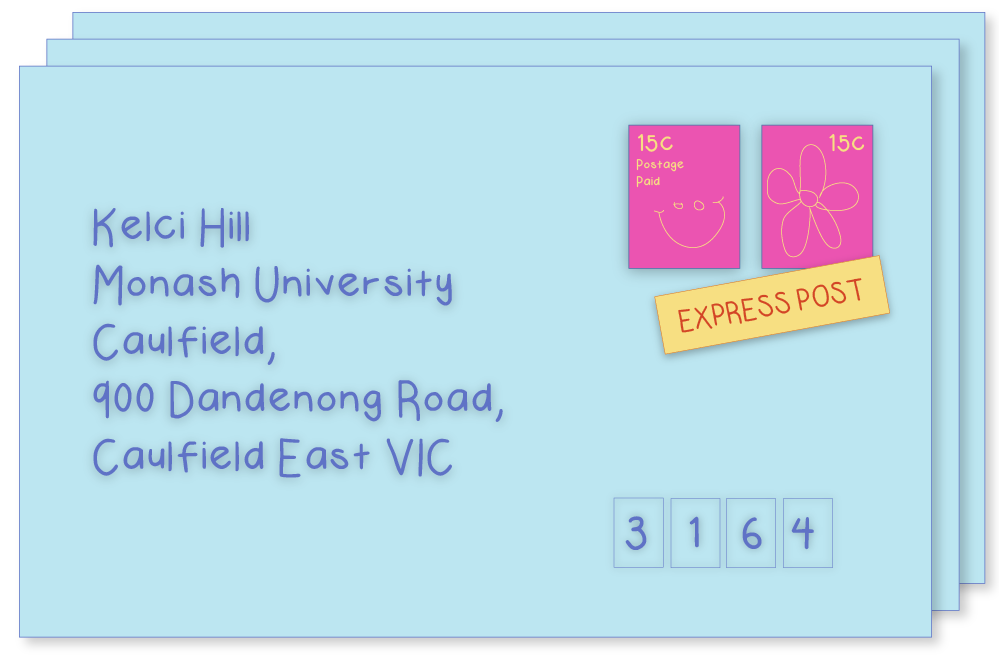 15c
Postage
Paid
15c
EXPRESS POST
Kelci Hill
Monash University
Caulfield,
900 Dandenong Road,
Caulfield East VIC
3 1 6 4